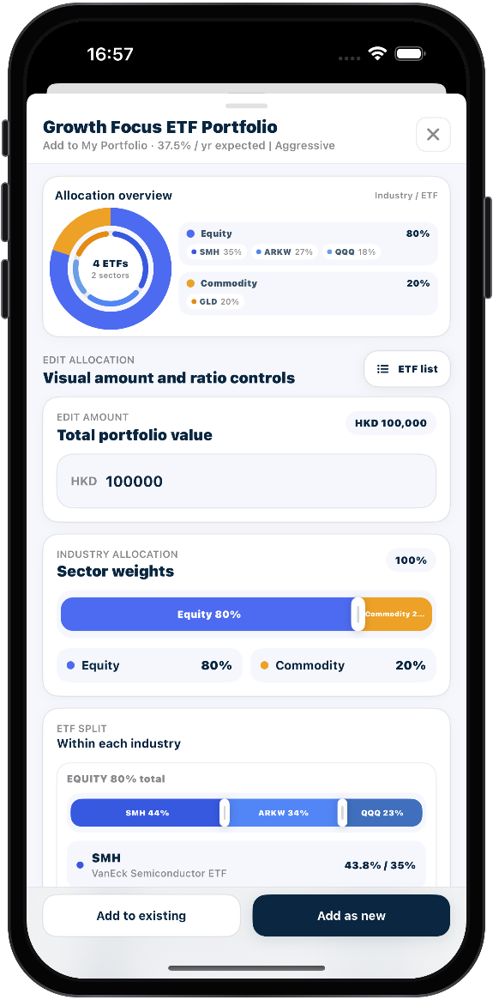 16:57
Growth Focus ETF Portfolio
Add to My Portfolio · 37.5% / yr expected | Aggressive
Allocation overview
Industry / ETF
4 ETFs
2 sectors
Equity 80%
SMH 35% ARKW 27% QQQ 18%
Commodity 20%
GLD 20%
EDIT ALLOCATION
Visual amount and ratio controls
ETF list
EDIT AMOUNT
Total portfolio value
HKD 100,000
HKD 100000
INDUSTRY ALLOCATION
Sector weights
100%
Equity 80% Commodity 2...
Equity 80% Commodity 20%
ETF SPLIT
Within each industry
EQUITY 80% total
SMH 44% ARKW 34% QQQ 23%
SMH
VanEck Semiconductor ETF
43.8% / 35%
Add to existing Add as new